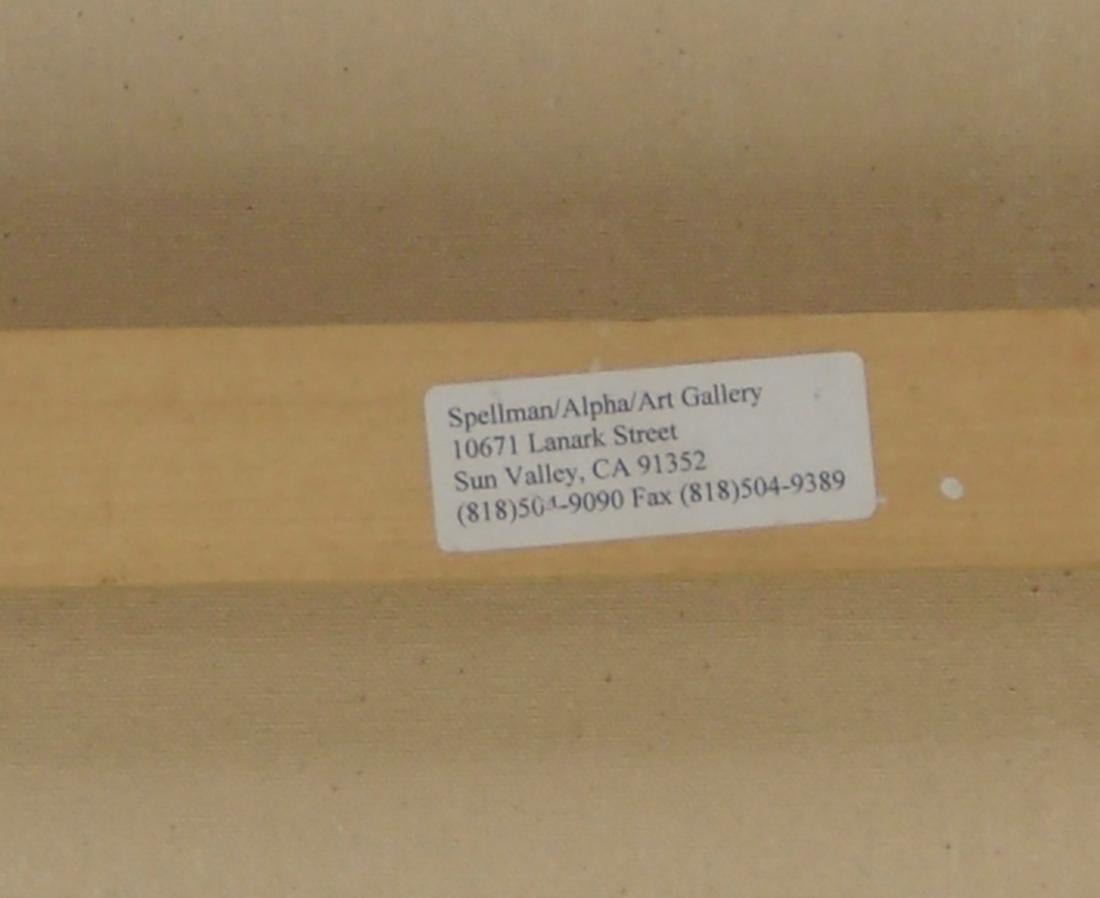 Spellman/Alpha/Art Gallery
10671 Lanark Street
Sun Valley, CA 91352
(818)504-9090 Fax (818)504-9389